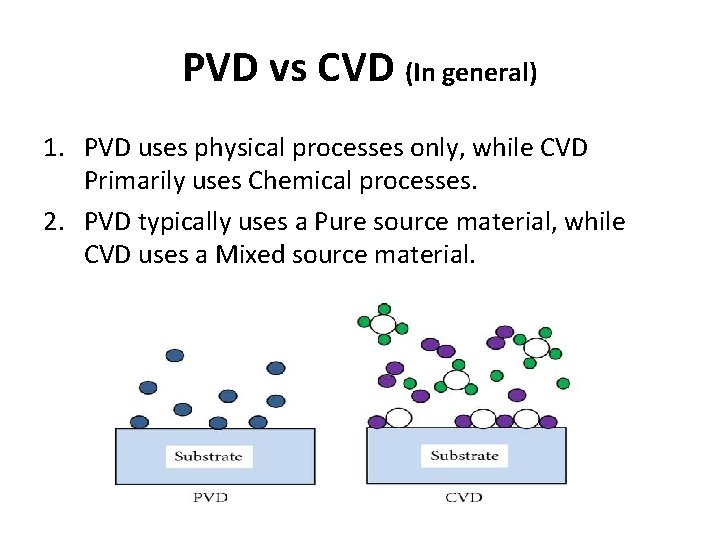 PVD vs CVD (In general)
1. PVD uses physical processes only, while CVD
Primarily uses Chemical processes.
2. PVD typically uses a Pure source material, while
CVD uses a Mixed source material.
Substrate
Substrate
PVD
CVD